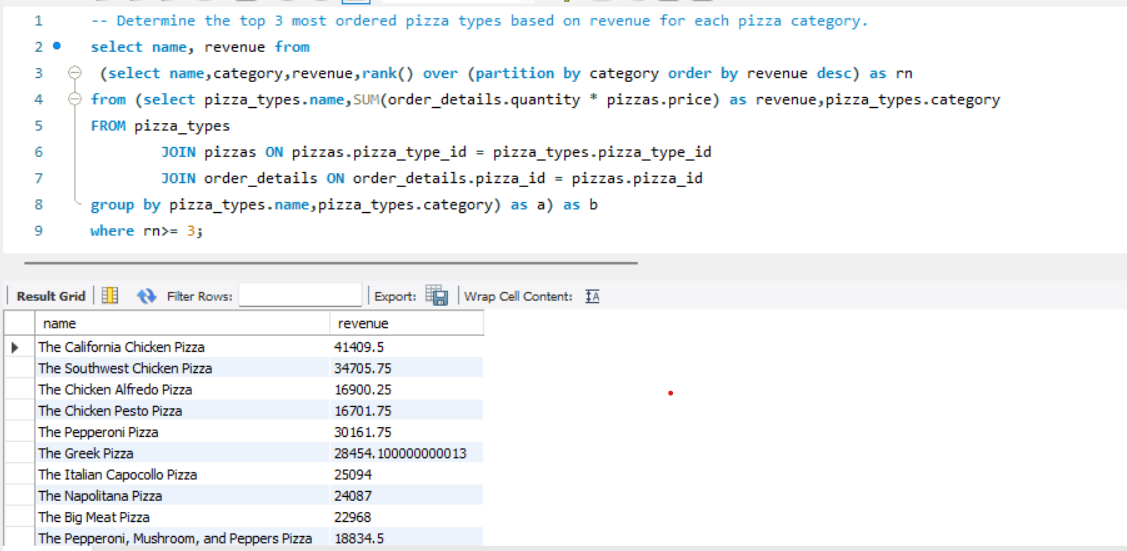 1 -- Determine the top 3 most ordered pizza types based on revenue for each pizza category.
2 select name, revenue from
3 (select name,category,revenue,rank() over (partition by category order by revenue desc) as rn
4 from (select pizza_types.name,SUM(order_details.quantity * pizzas.price) as revenue,pizza_types.category
5 FROM pizza_types
6 JOIN pizzas ON pizzas.pizza_type_id = pizza_types.pizza_type_id
7 JOIN order_details ON order_details.pizza_id = pizzas.pizza_id
8 group by pizza_types.name,pizza_types.category) as a) as b
9 where rn>= 3;
Result Grid Filter Rows: Export: Wrap Cell Content: IA
name revenue
The California Chicken Pizza 41409.5
The Southwest Chicken Pizza 34705.75
The Chicken Alfredo Pizza 16900.25
The Chicken Pesto Pizza 16701.75
The Pepperoni Pizza 30161.75
The Greek Pizza 28454.100000000013
The Italian Capocollo Pizza 25094
The Napolitana Pizza 24087
The Big Meat Pizza 22968
The Pepperoni, Mushroom, and Peppers Pizza 18834.5